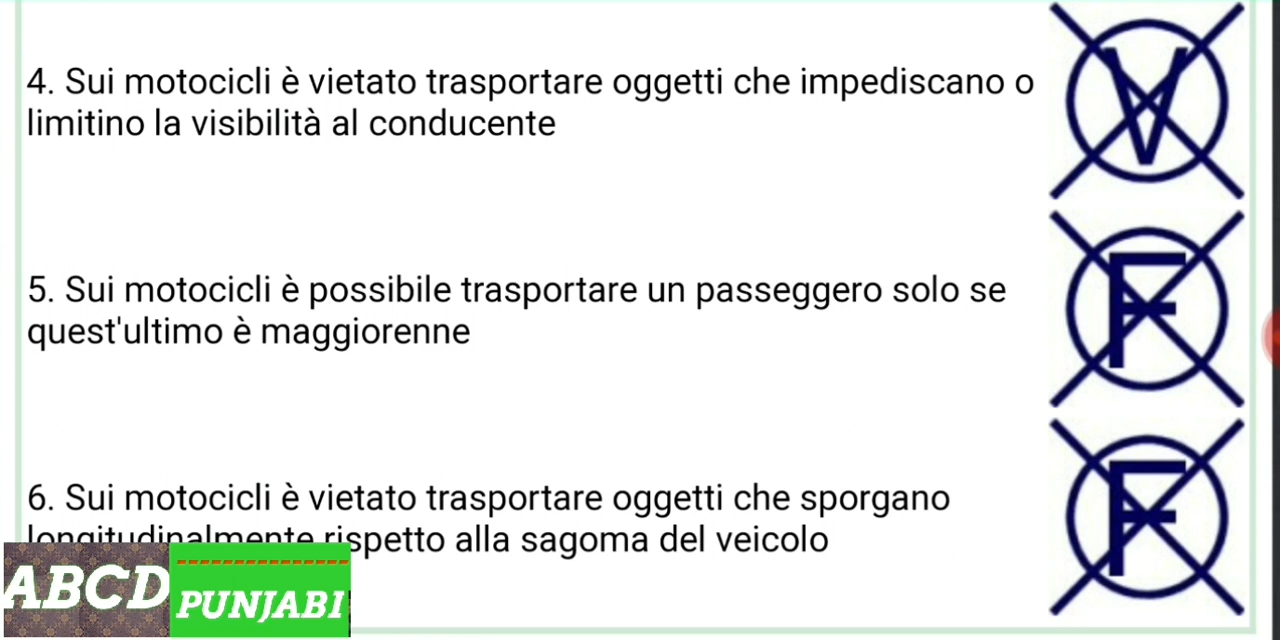 4. Sui motocicli è vietato trasportare oggetti che impediscano o
limitino la visibilità al conducente
V
5. Sui motocicli è possibile trasportare un passeggero solo se
quest'ultimo è maggiorenne
F
6. Sui motocicli è vietato trasportare oggetti che sporgano
longitudinalmente rispetto alla sagoma del veicolo
F
ABCD PUNJABI